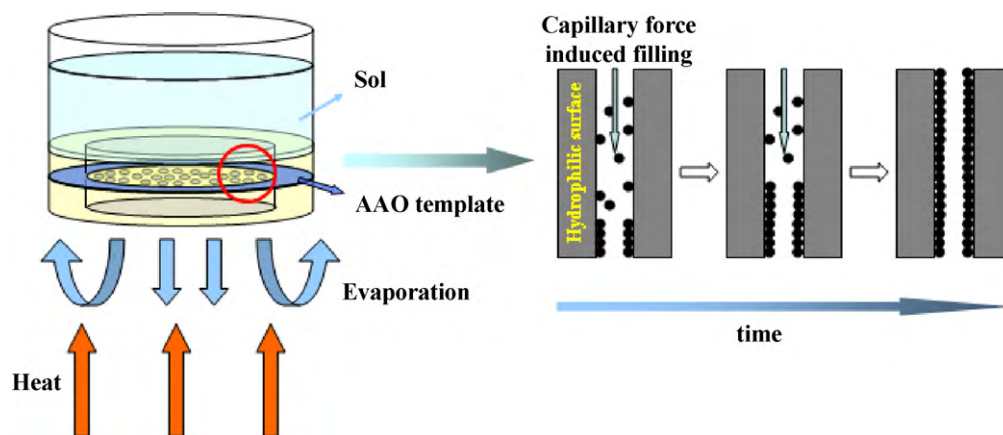 Sol
AAO template
Evaporation
Heat
Capillary force
induced filling
Hydrophilic surface
time